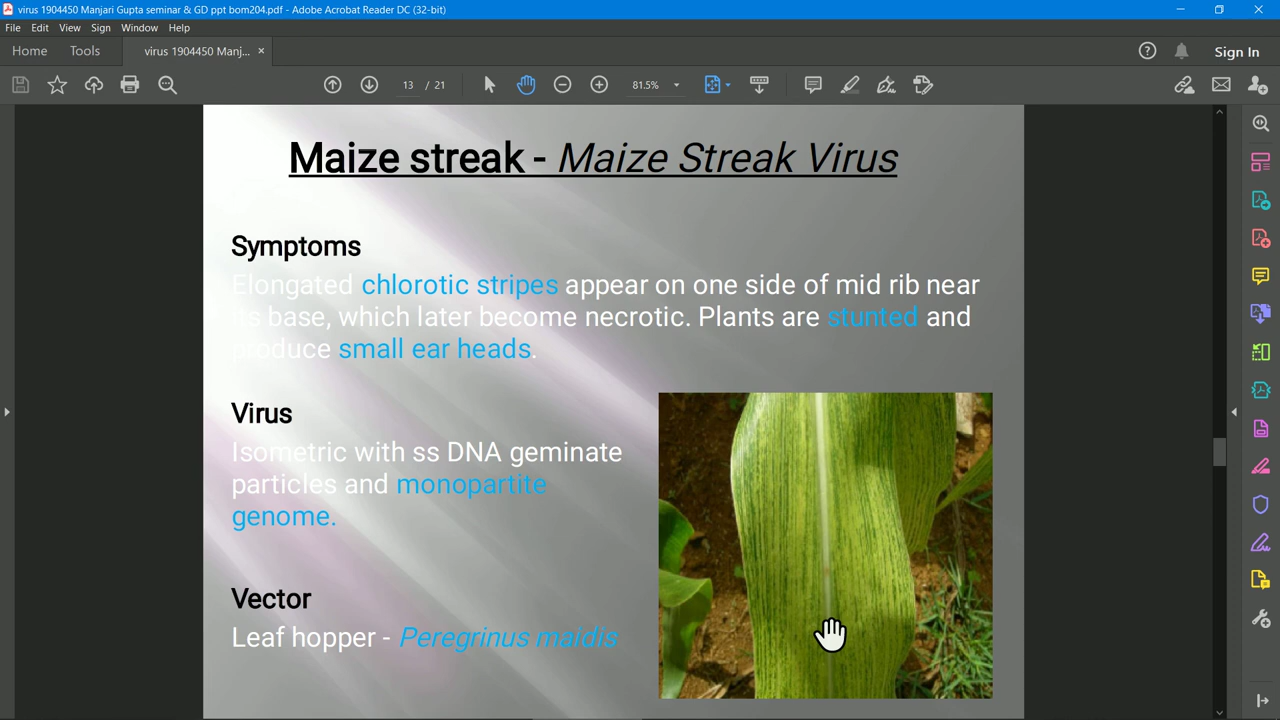 virus 1904450 Manjari Gupta seminar & GD ppt bom204.pdf - Adobe Acrobat Reader DC (32-bit)
File Edit View Sign Window Help
Home Tools virus 1904450 Manj... × Sign In
13 / 21 81.5%
Maize streak - Maize Streak Virus
Symptoms
Elongated chlorotic stripes appear on one side of mid rib near
its base, which later become necrotic. Plants are stunted and
produce small ear heads.
Virus
Isometric with ss DNA geminate
particles and monopartite
genome.
Vector
Leaf hopper - Peregrinus maidis